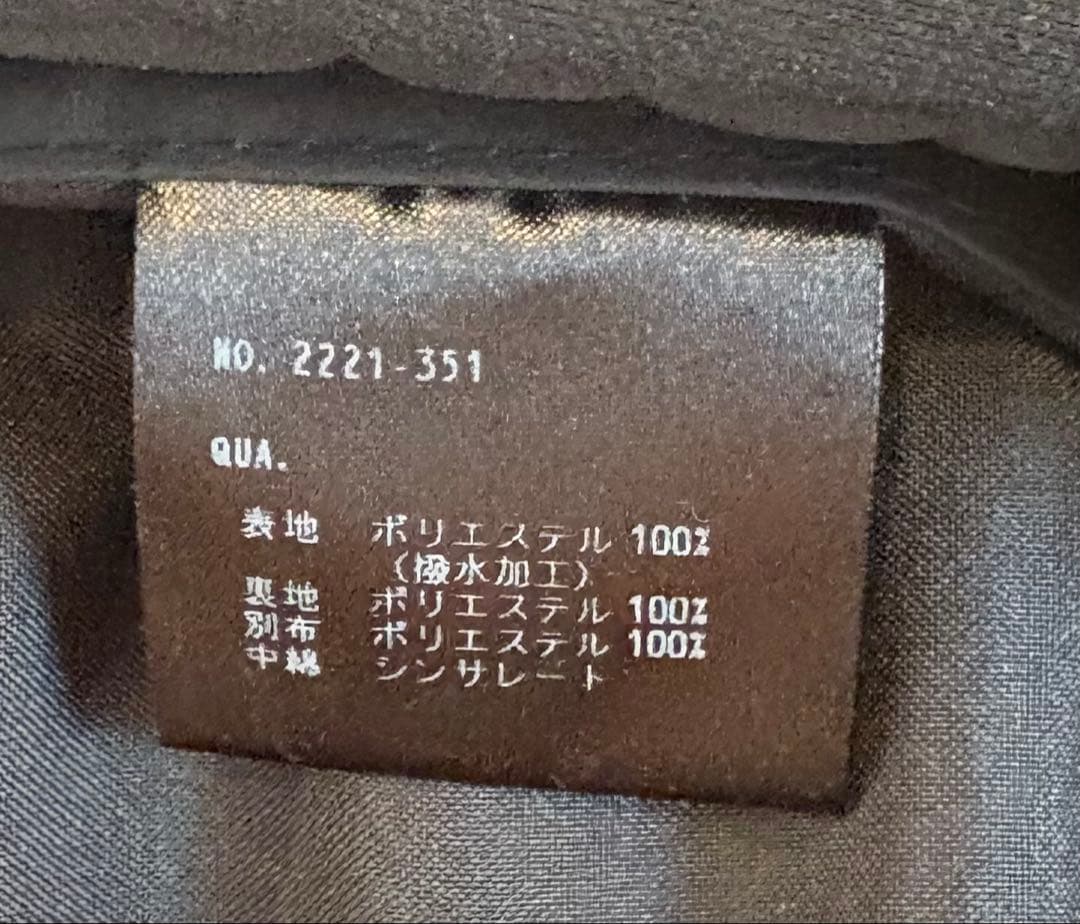 NO. 2221-351
QUA.
表地 ポリエステル 100%
(撥水加工)
裏地 ポリエステル 100%
別布 ポリエステル 100%
中綿 シンサレート